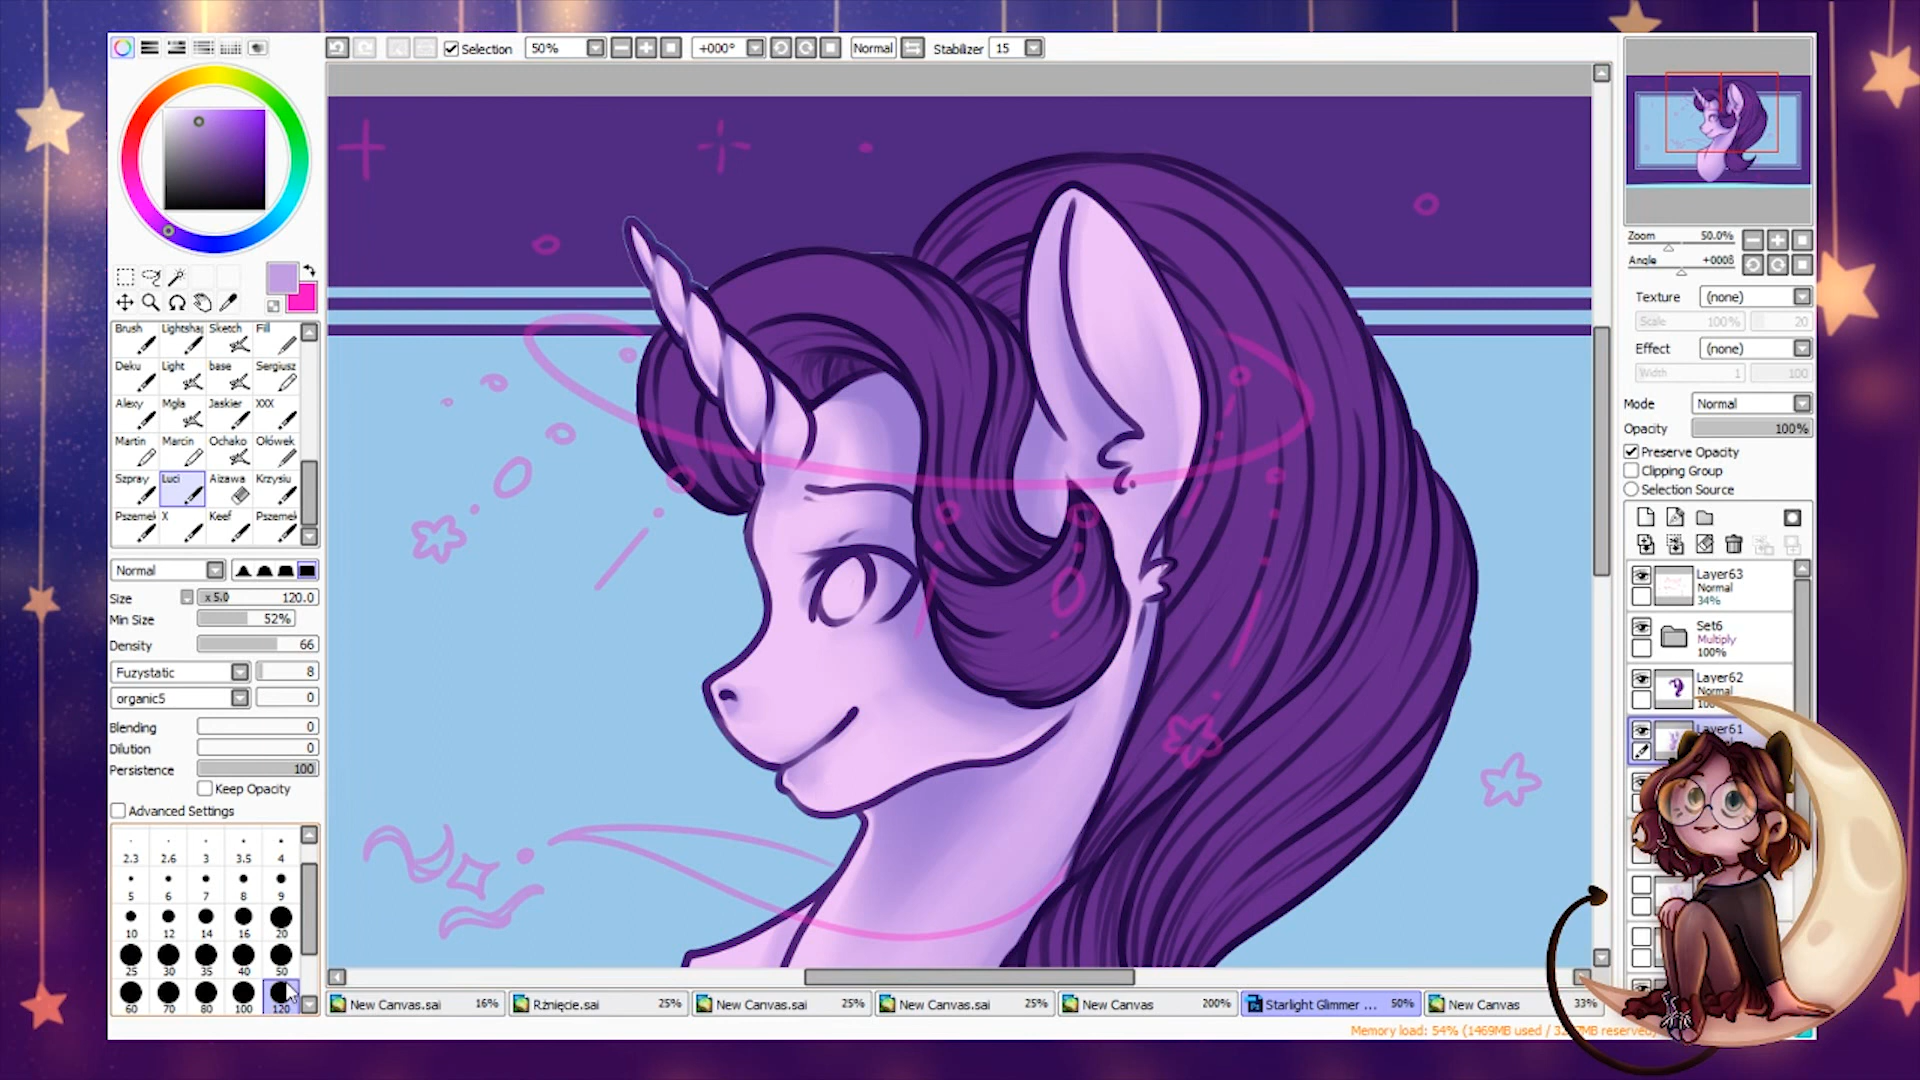 Selection 50% +000° Normal Stabilizer 15
Zoom 50.0%
Angle +0008
Texture (none)
Scale 100% 20
Effect (none)
Width 1 100
Mode Normal
Opacity 100%
Preserve Opacity
Clipping Group
Selection Source
Brush Lightshaj Sketch Fill
Deku Light base Sergiusz
Alexy Mgła Jaskier XXX
Martin Marcin Ochako Ołówek
Szpray Luci Aizawa Krzysiu
Pszemek X Keef Pszemek
Normal
Size x 5.0 120.0
Min Size 52%
Density 66
Fuzystatic 8
organic5 0
Blending 0
Dilution 0
Persistence 100
Keep Opacity
Advanced Settings
2.3 2.6 3 3.5 4
5 6 7 8 9
10 12 14 16 20
25 30 35 40 50
60 70 80 100 120
Layer63
Normal
34%
Set6
Multiply
100%
Layer62
Normal
Layer61
New Canvas.sai 16% Rżnięcie.sai 25% New Canvas.sai 25% New Canvas.sai 25% New Canvas 200% Starlight Glimmer ... 50% New Canvas 33%
Memory load: 54% (1469MB used / MB reserved)